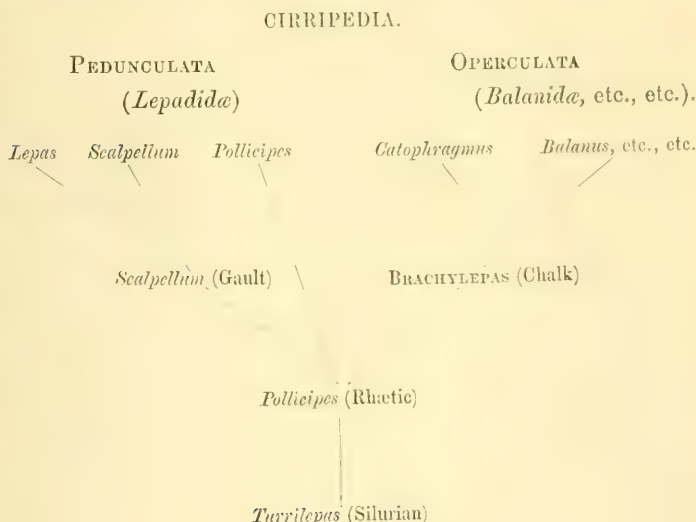 CIRRIPEDIA.
PEDUNCULATA OPERCULATA
(Lepadidæ) (Balanidæ, etc., etc.).
Lepas Scalpellum Pollicipes Catophragmus Balanus, etc., etc.
Scalpellum (Gault) BRACHYLEPAS (Chalk)
Pollicipes (Rhætic)
Turrilepas (Silurian)